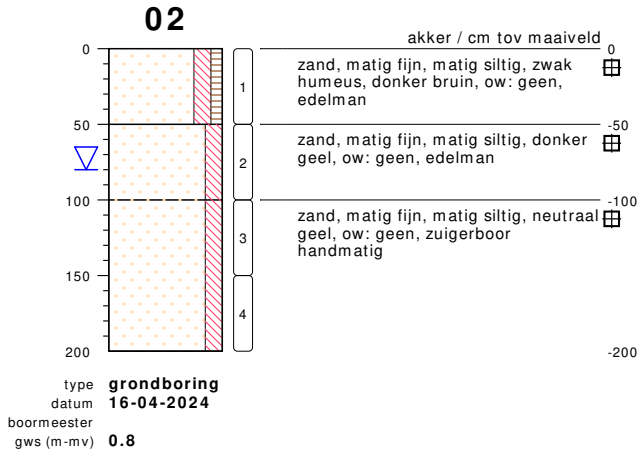 02
akker / cm tov maaiveld
0
0
zand, matig fijn, matig siltig, zwak
humeus, donker bruin, ow: geen,
edelman
1
50
-50
zand, matig fijn, matig siltig, donker
geel, ow: geen, edelman
2
100
-100
zand, matig fijn, matig siltig, neutraal
geel, ow: geen, zuigerboor
handmatig
3
150
4
200
-200
type grondboring
datum 16-04-2024
boormeester
gws (m-mv) 0.8